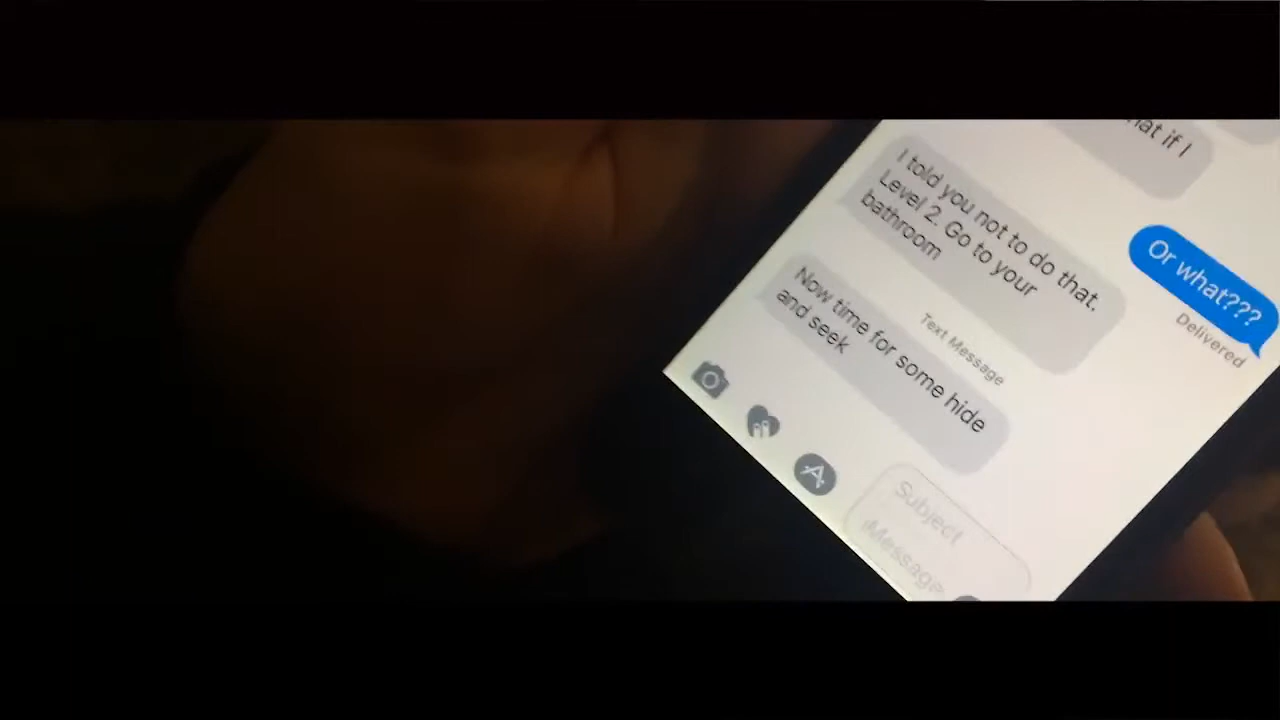 hat if I
Or what???
Delivered
I told you not to do that.
Level 2. Go to your
bathroom
Text Message
Now time for some hide
and seek
Subject
iMessage